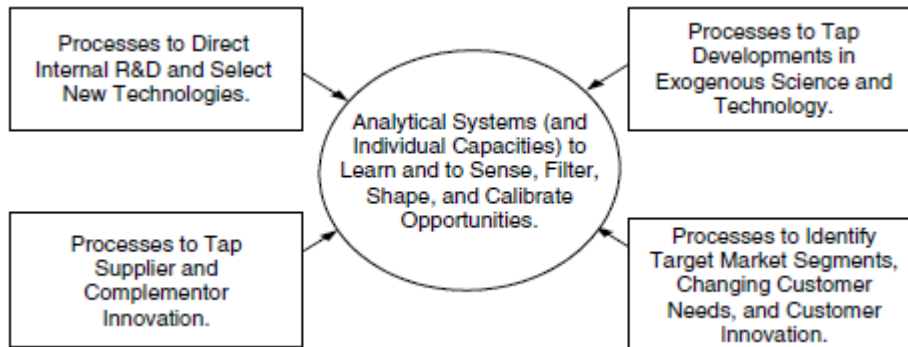 Processes to Direct
Internal R&D and Select
New Technologies.
Processes to Tap
Developments in
Exogenous Science and
Technology.
Analytical Systems (and
Individual Capacities) to
Learn and to Sense, Filter,
Shape, and Calibrate
Opportunities.
Processes to Tap
Supplier and
Complementor
Innovation.
Processes to Identify
Target Market Segments,
Changing Customer
Needs, and Customer
Innovation.